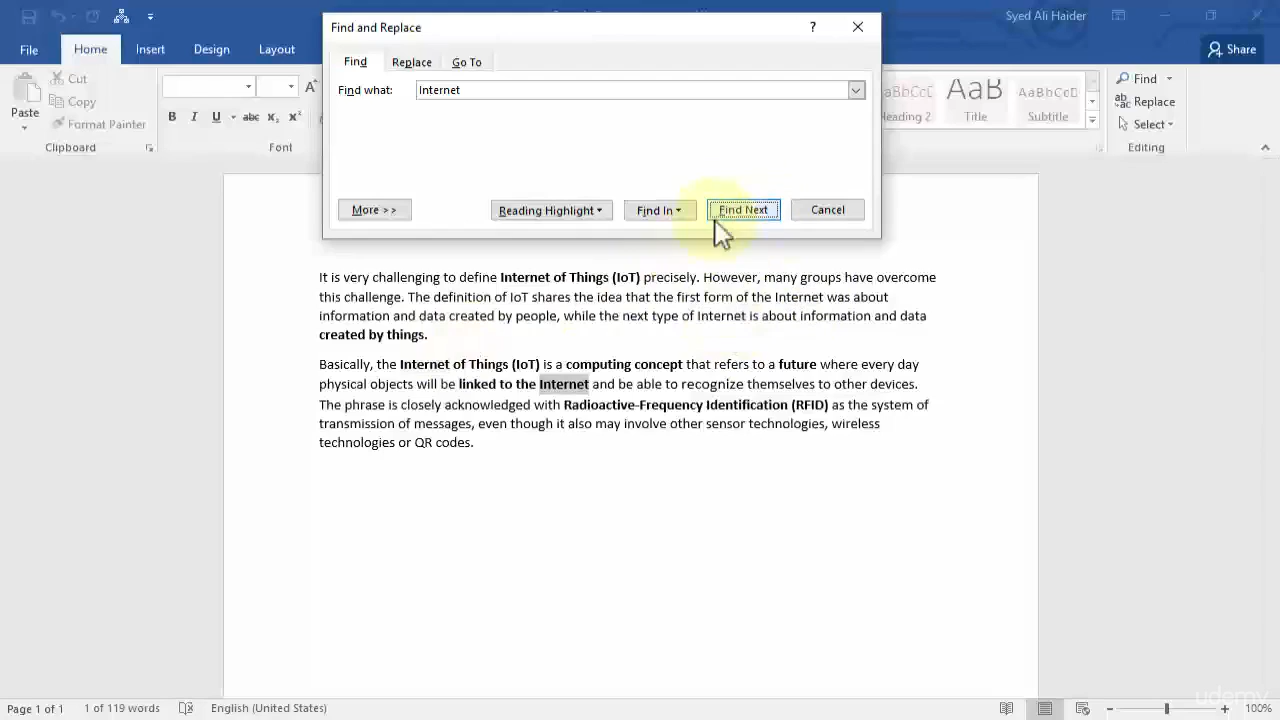 Find and Replace
?
Syed Ali Haider
File
Home
Insert
Design
Layout
Share
Find
Replace
Go To
Find what:
Internet
Cut
Copy
Format Painter
Paste
B I U abc x₂ x²
Clipboard
Font
Heading 2
AaBbCcD
Title
Subtitle
Find
Replace
Select
Editing
More >>
Reading Highlight
Find In
Find Next
Cancel
It is very challenging to define Internet of Things (IoT) precisely. However, many groups have overcome
this challenge. The definition of IoT shares the idea that the first form of the Internet was about
information and data created by people, while the next type of Internet is about information and data
created by things.
Basically, the Internet of Things (IoT) is a computing concept that refers to a future where every day
physical objects will be linked to the Internet and be able to recognize themselves to other devices.
The phrase is closely acknowledged with Radioactive-Frequency Identification (RFID) as the system of
transmission of messages, even though it also may involve other sensor technologies, wireless
technologies or QR codes.
udemy
Page 1 of 1
1 of 119 words
English (United States)
100%